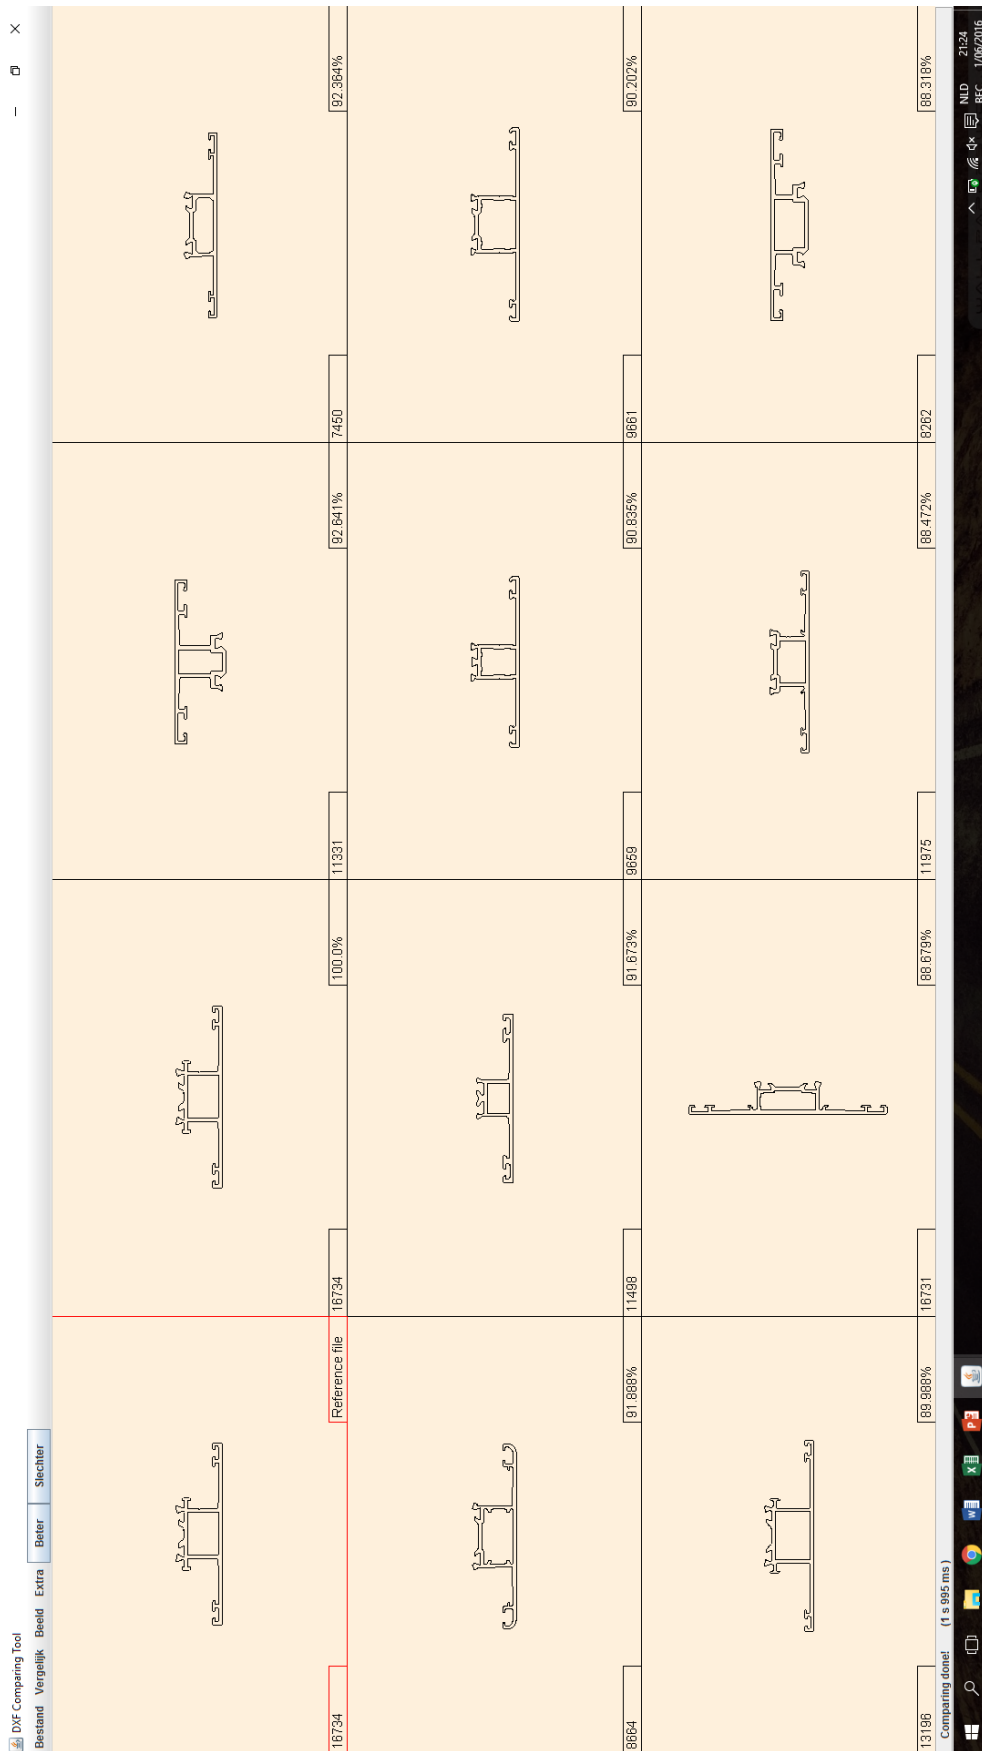 DXF Comparing Tool
Bestand Vergelijk Beeld Extra Beter Slechter
16734 Reference file
16734 100.0%
11331 92.641%
7450 92.364%
8664 91.888%
11498 91.673%
9659 90.835%
9661 90.202%
13196 89.988%
16731 88.679%
11975 88.472%
8262 88.318%
Comparing done! (1 s 995 ms)
NLD 21:24
BEC 1/06/2016